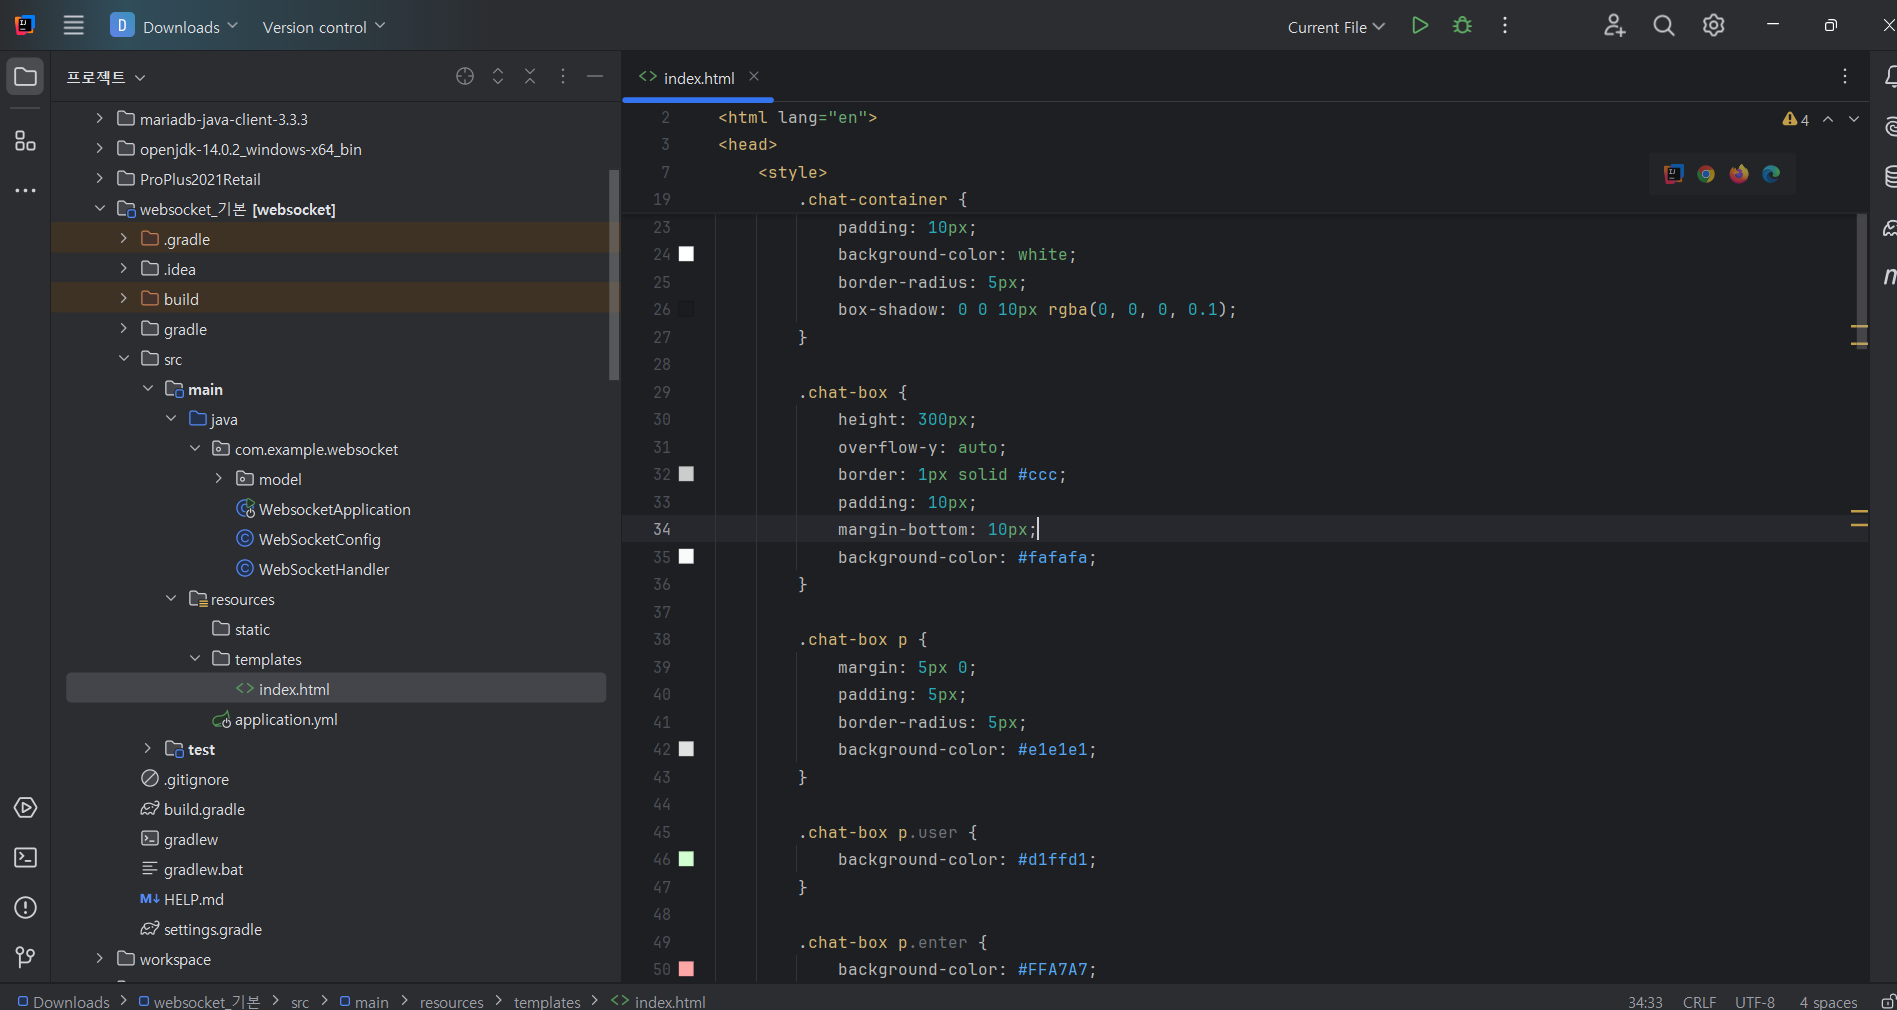 D Downloads Version control Current File
프로젝트
mariadb-java-client-3.3.3
openjdk-14.0.2_windows-x64_bin
ProPlus2021Retail
websocket_기본 [websocket]
.gradle
.idea
build
gradle
src
main
java
com.example.websocket
model
WebsocketApplication
WebSocketConfig
WebSocketHandler
resources
static
templates
<> index.html
application.yml
test
.gitignore
build.gradle
gradlew
gradlew.bat
M↓ HELP.md
settings.gradle
workspace
<> index.html
4
2 <html lang="en">
3 <head>
7 <style>
19 .chat-container {
23 padding: 10px;
24 background-color: white;
25 border-radius: 5px;
26 box-shadow: 0 0 10px rgba(0, 0, 0, 0.1);
27 }
28
29 .chat-box {
30 height: 300px;
31 overflow-y: auto;
32 border: 1px solid #ccc;
33 padding: 10px;
34 margin-bottom: 10px;
35 background-color: #fafafa;
36 }
37
38 .chat-box p {
39 margin: 5px 0;
40 padding: 5px;
41 border-radius: 5px;
42 background-color: #e1e1e1;
43 }
44
45 .chat-box p.user {
46 background-color: #d1ffd1;
47 }
48
49 .chat-box p.enter {
50 background-color: #FFA7A7;
Downloads > websocket_기본 > src > main > resources > templates > <> index.html
34:33 CRLF UTF-8 4 spaces